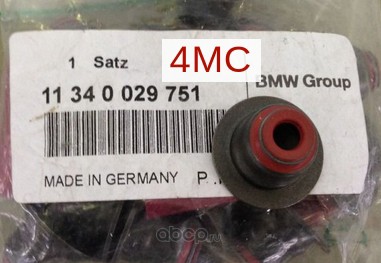 4MC
1 Satz
BMW Group
11 34 0 029 751
MADE IN GERMANY